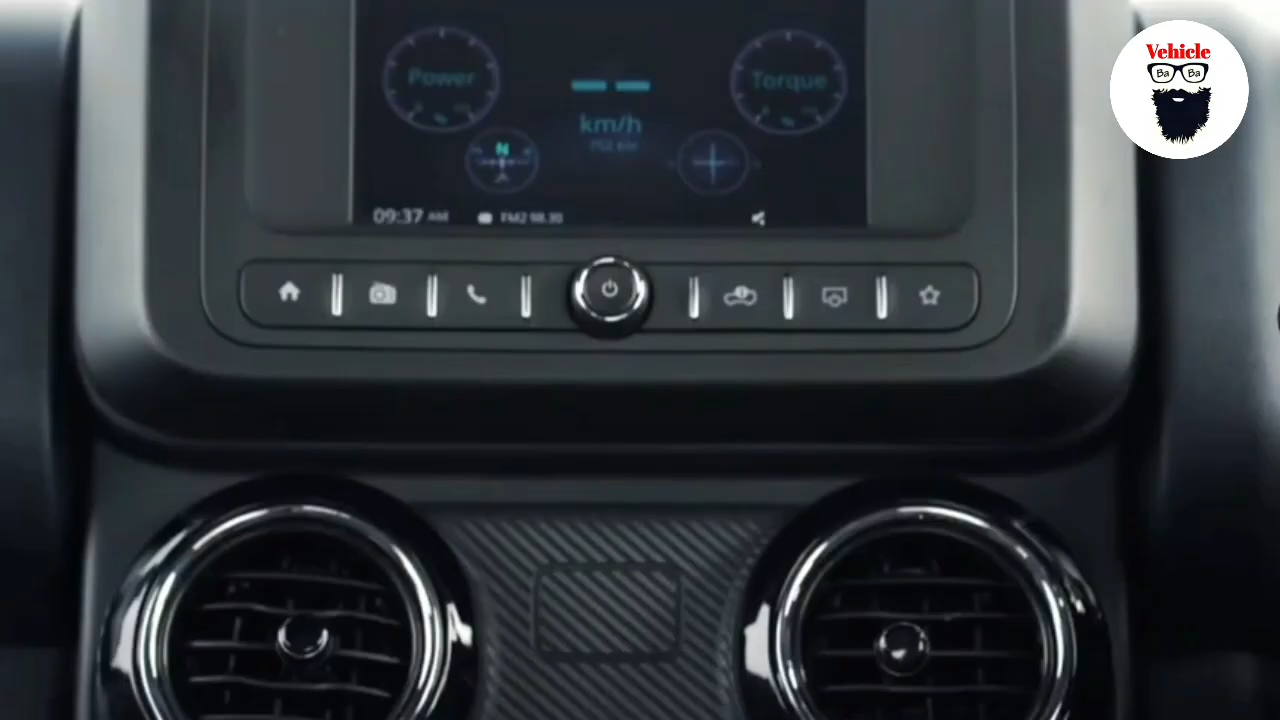 Vehicle
Ba Ba
Power
Torque
km/h
N
09:37 AM
FM2 98.30